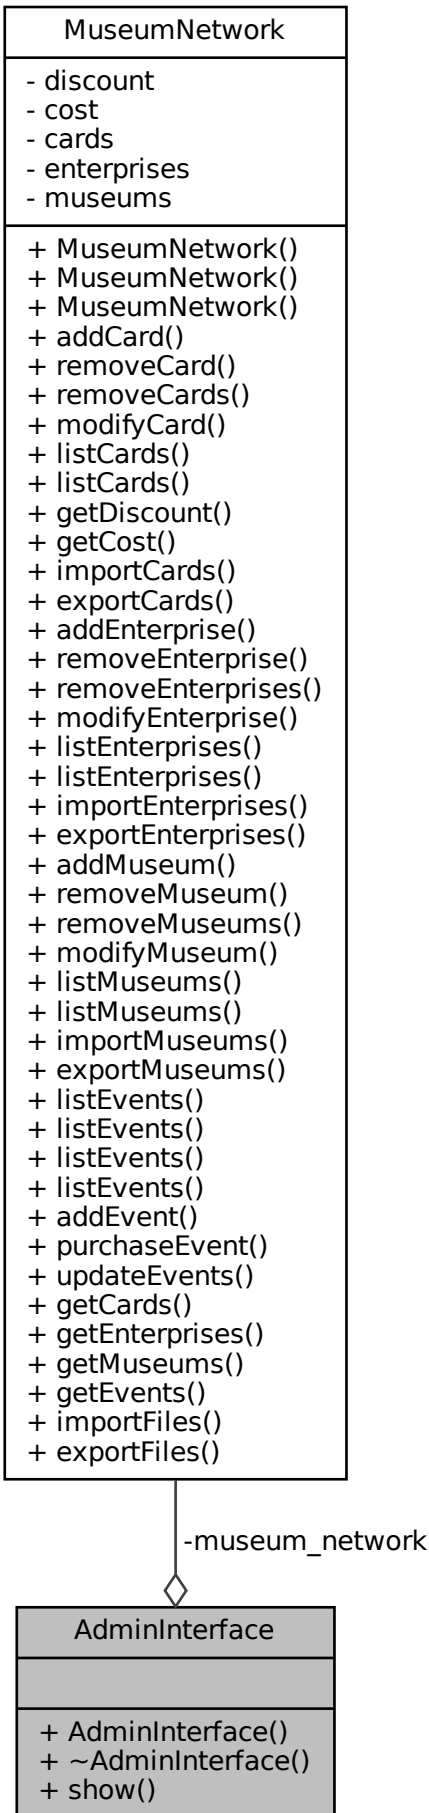 MuseumNetwork
- discount
- cost
- cards
- enterprises
- museums
+ MuseumNetwork()
+ MuseumNetwork()
+ MuseumNetwork()
+ addCard()
+ removeCard()
+ removeCards()
+ modifyCard()
+ listCards()
+ listCards()
+ getDiscount()
+ getCost()
+ importCards()
+ exportCards()
+ addEnterprise()
+ removeEnterprise()
+ removeEnterprises()
+ modifyEnterprise()
+ listEnterprises()
+ listEnterprises()
+ importEnterprises()
+ exportEnterprises()
+ addMuseum()
+ removeMuseum()
+ removeMuseums()
+ modifyMuseum()
+ listMuseums()
+ listMuseums()
+ importMuseums()
+ exportMuseums()
+ listEvents()
+ listEvents()
+ listEvents()
+ listEvents()
+ addEvent()
+ purchaseEvent()
+ updateEvents()
+ getCards()
+ getEnterprises()
+ getMuseums()
+ getEvents()
+ importFiles()
+ exportFiles()
-museum_network
AdminInterface
+ AdminInterface()
+ ~AdminInterface()
+ show()